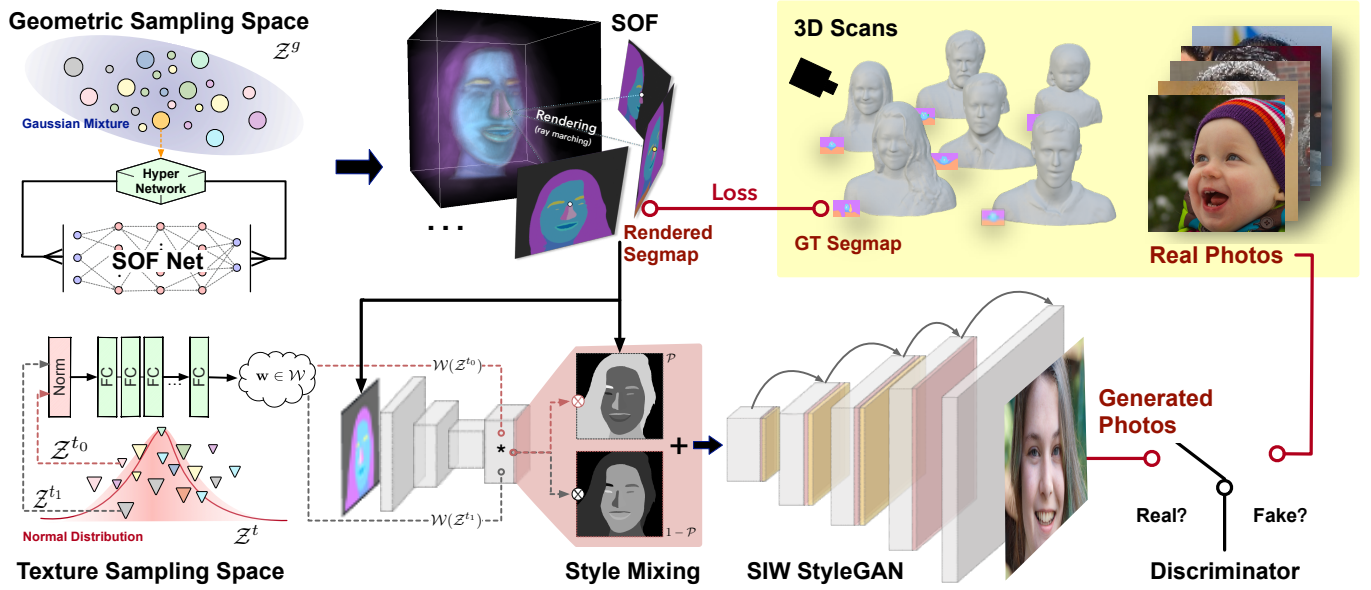 Geometric Sampling Space
𝒵^g
Gaussian Mixture
Hyper
Network
SOF Net
SOF
Rendering
(ray marching)
...
Rendered
Segmap
Loss
3D Scans
GT Segmap
Real Photos
Norm
FC
FC
FC
...
FC
w ∈ 𝒲
𝒲(𝒵^{t_0})
𝒲(𝒵^{t_1})
𝒵^{t_0}
𝒵^{t_1}
𝒵^t
Normal Distribution
Texture Sampling Space
*
𝒫
1 − 𝒫
+
Style Mixing
SIW StyleGAN
Generated
Photos
Real?
Fake?
Discriminator